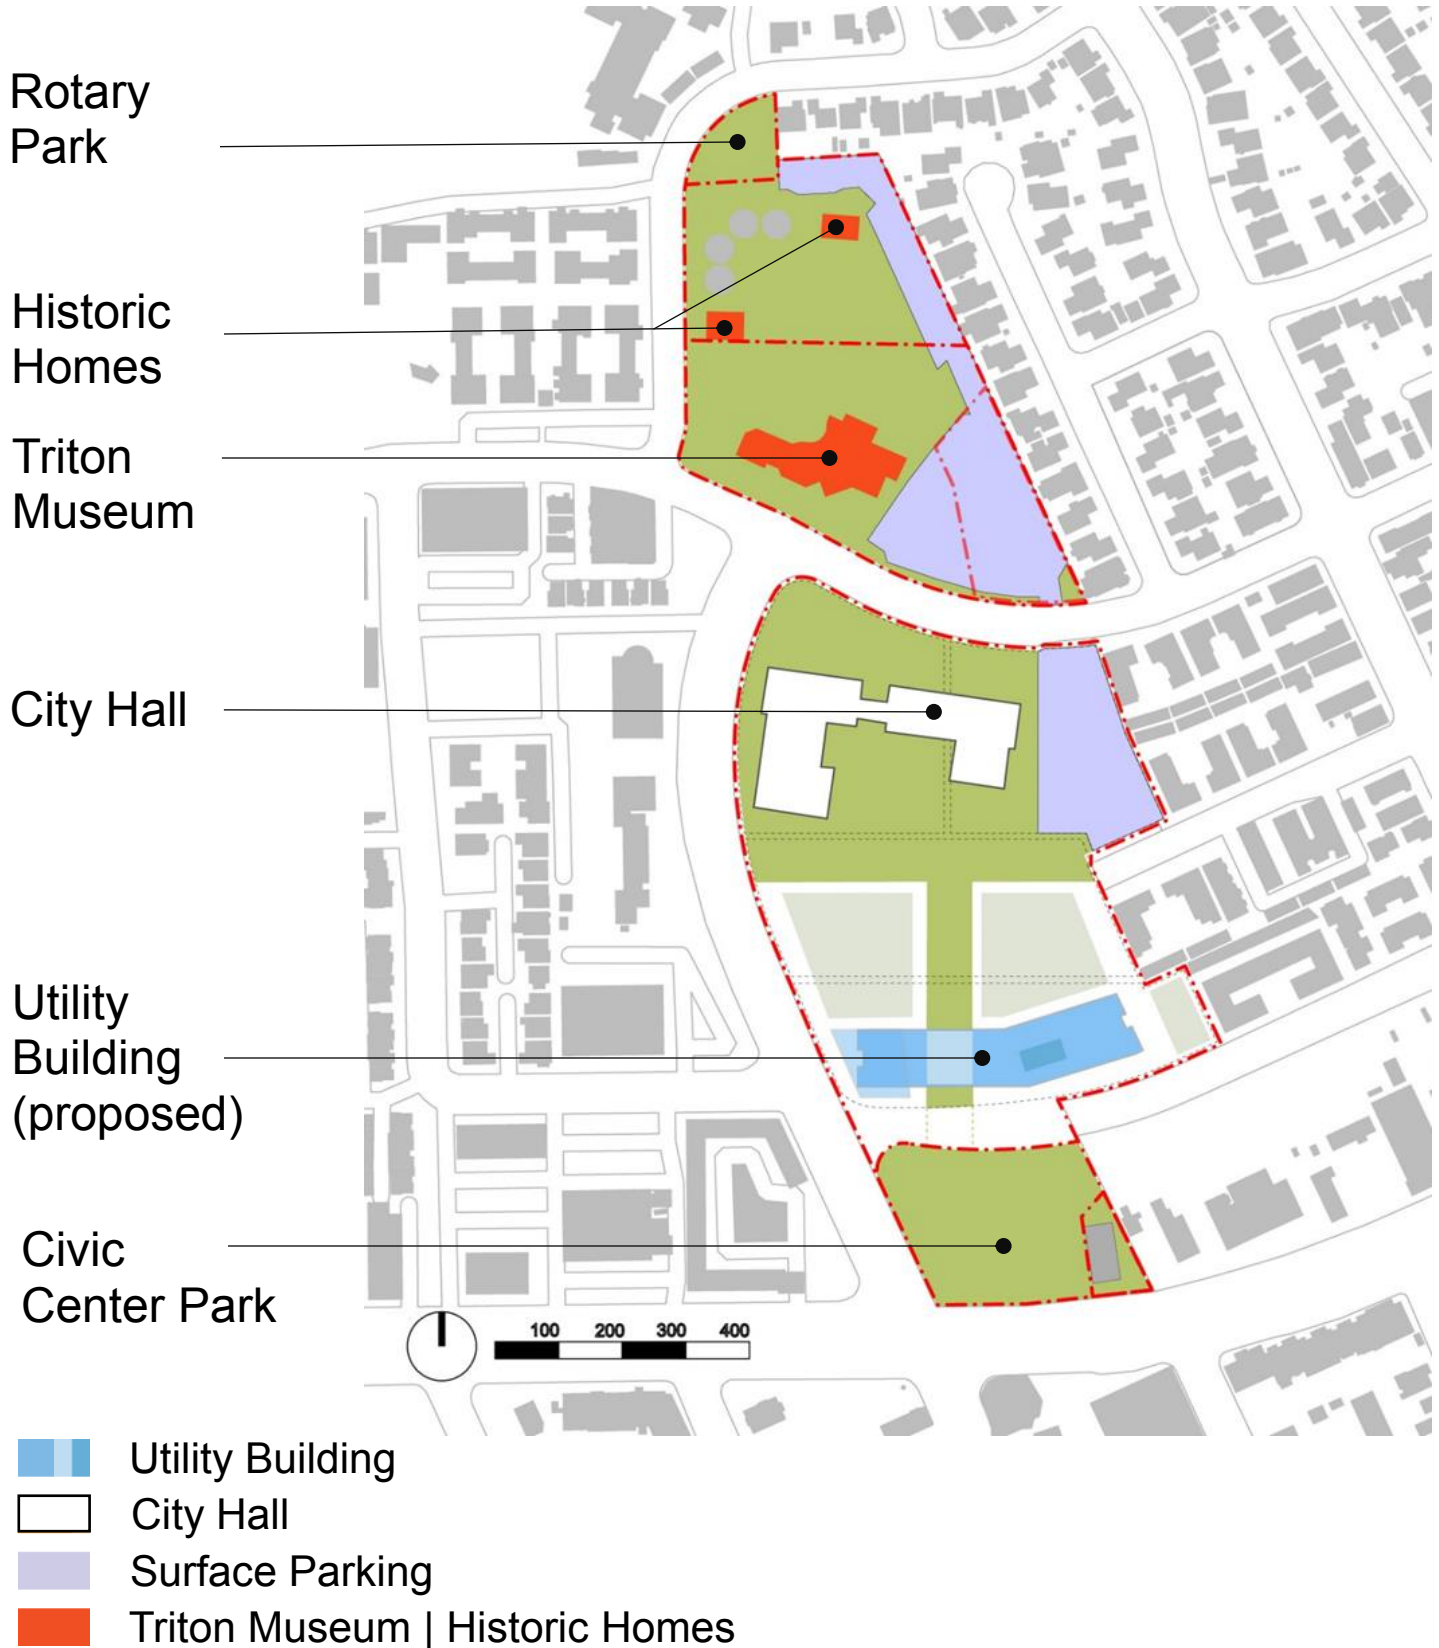 Rotary
Park
Historic
Homes
Triton
Museum
City Hall
Utility
Building
(proposed)
Civic
Center Park
100 200 300 400
Utility Building
City Hall
Surface Parking
Triton Museum | Historic Homes